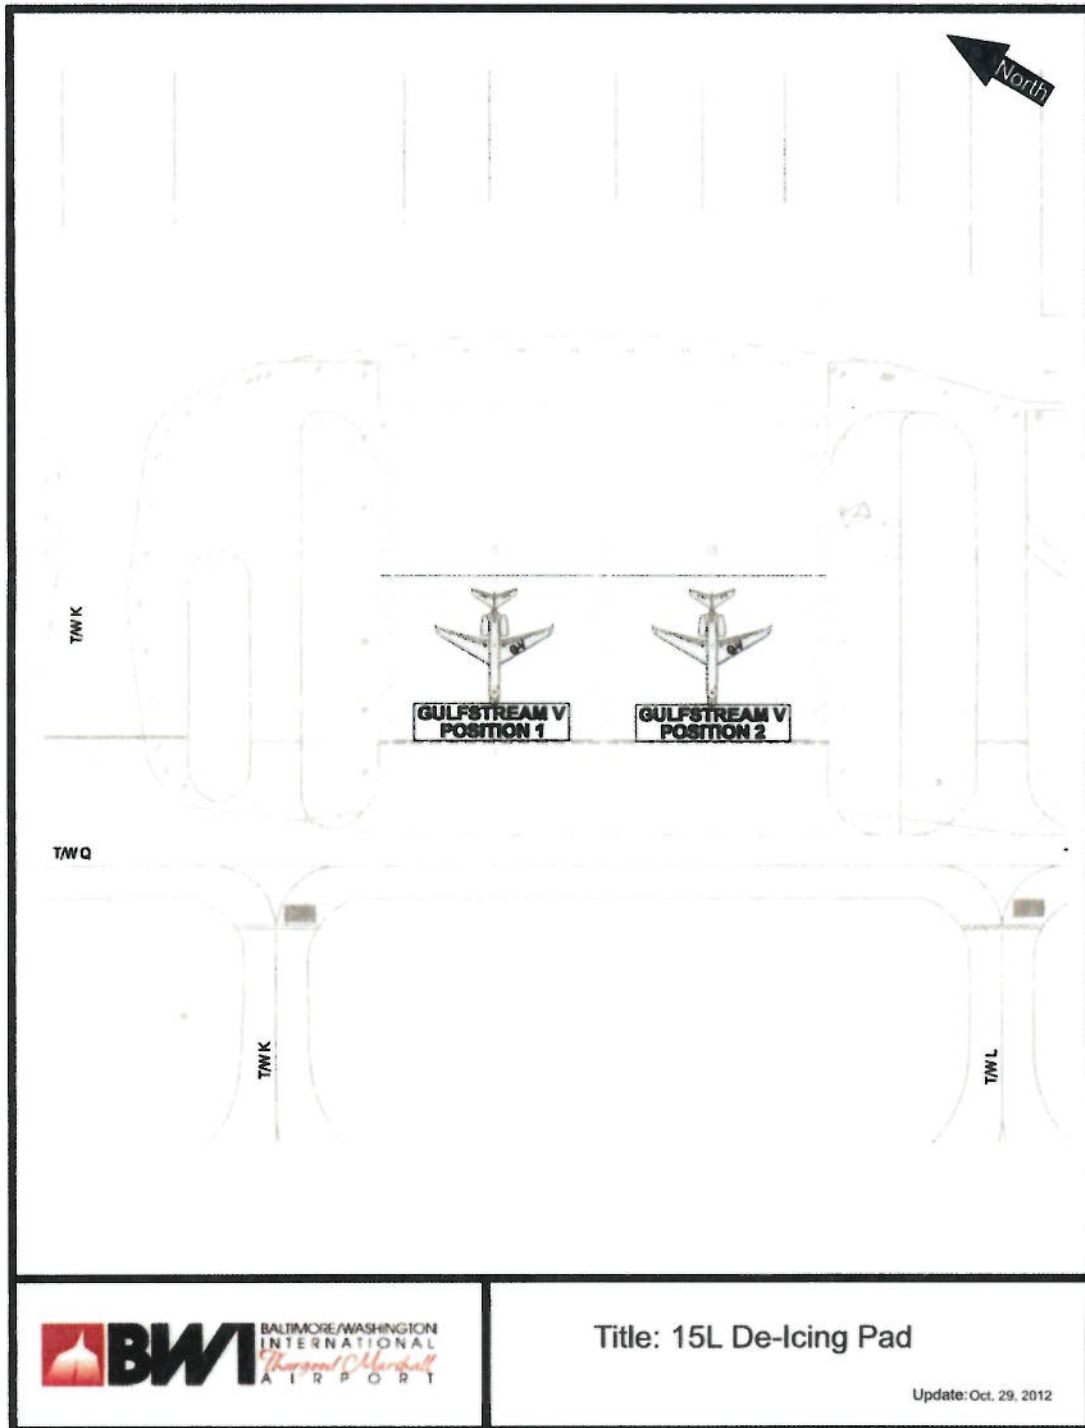 North
T/W K
GULFSTREAM V
POSITION 1
GULFSTREAM V
POSITION 2
T/W Q
T/W K
T/W L
BWI
BALTIMORE/WASHINGTON
INTERNATIONAL
Thurgood Marshall
AIRPORT
Title: 15L De-Icing Pad
Update: Oct. 29, 2012